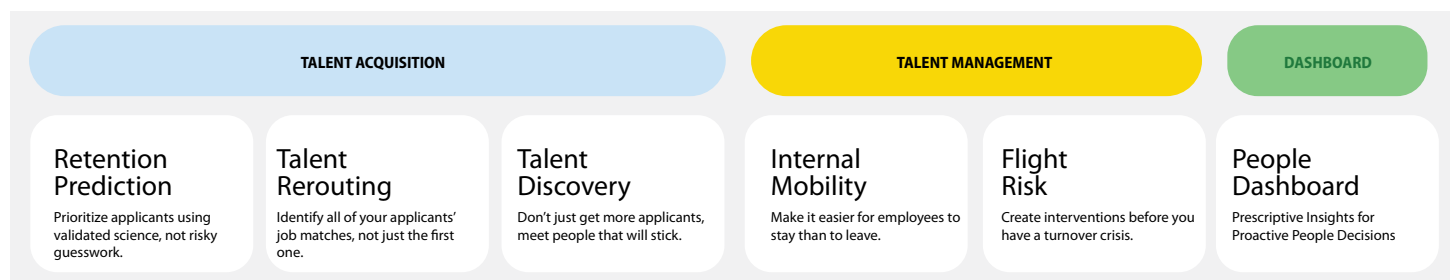 TALENT ACQUISITION
TALENT MANAGEMENT
DASHBOARD
Retention
Prediction
Prioritize applicants using
validated science, not risky
guesswork.
Talent
Rerouting
Identify all of your applicants’
job matches, not just the first
one.
Talent
Discovery
Don’t just get more applicants,
meet people that will stick.
Internal
Mobility
Make it easier for employees to
stay than to leave.
Flight
Risk
Create interventions before you
have a turnover crisis.
People
Dashboard
Prescriptive Insights for
Proactive People Decisions